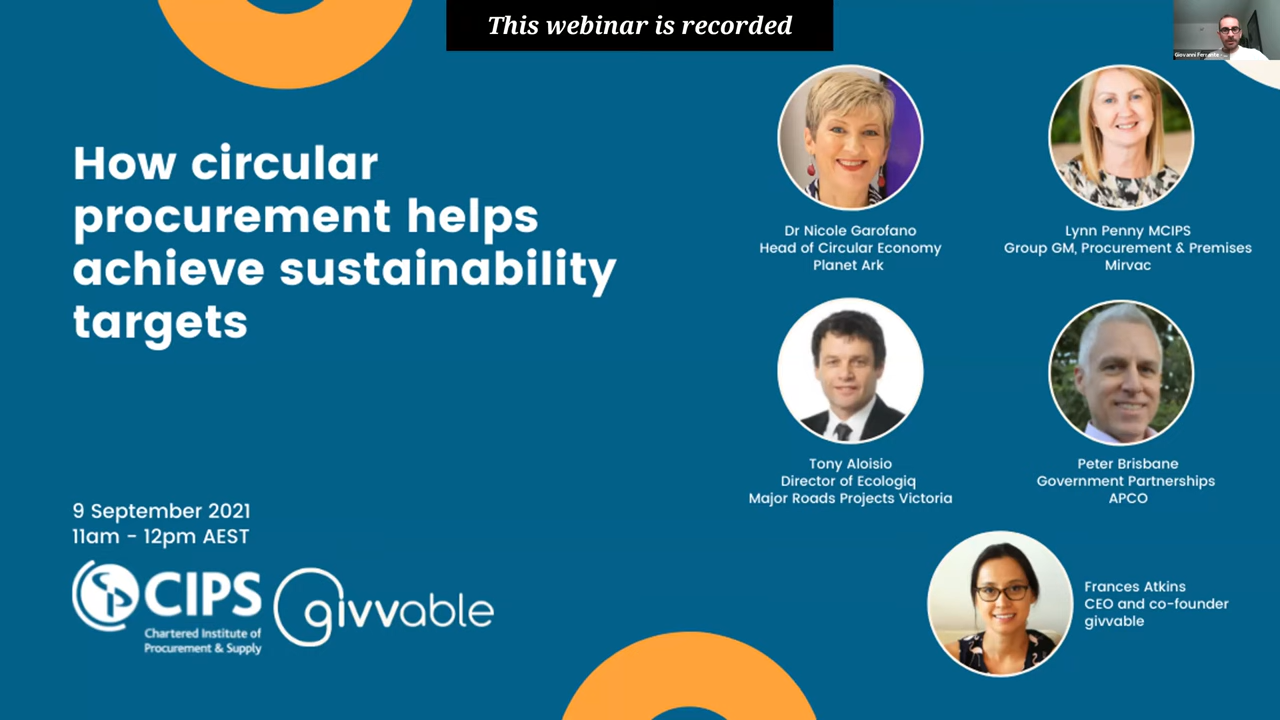 This webinar is recorded
Giovanni Ferrante
How circular
procurement helps
achieve sustainability
targets
Dr Nicole Garofano
Head of Circular Economy
Planet Ark
Lynn Penny MCIPS
Group GM, Procurement & Premises
Mirvac
Tony Aloisio
Director of Ecologiq
Major Roads Projects Victoria
Peter Brisbane
Government Partnerships
APCO
9 September 2021
11am - 12pm AEST
CIPS
Chartered Institute of
Procurement & Supply
givvable
Frances Atkins
CEO and co-founder
givvable